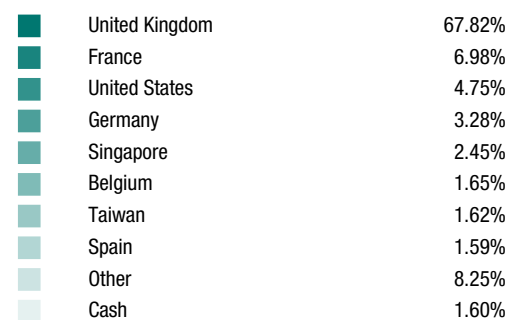 United Kingdom 67.82%
France 6.98%
United States 4.75%
Germany 3.28%
Singapore 2.45%
Belgium 1.65%
Taiwan 1.62%
Spain 1.59%
Other 8.25%
Cash 1.60%